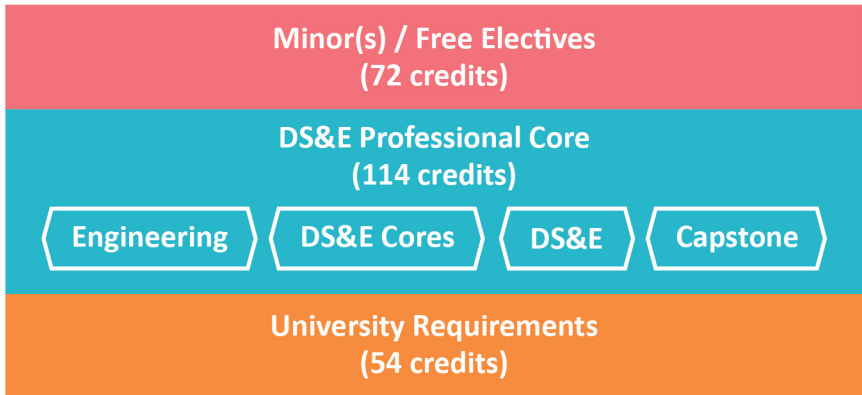 Minor(s) / Free Electives
(72 credits)
DS&E Professional Core
(114 credits)
Engineering
DS&E Cores
DS&E
Capstone
University Requirements
(54 credits)